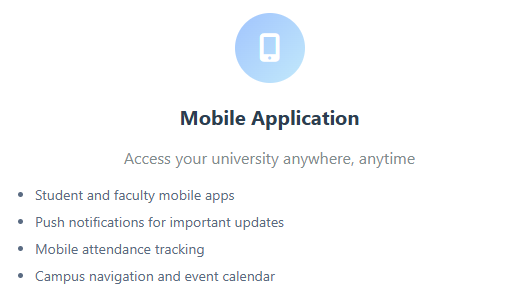 Mobile Application
Access your university anywhere, anytime
Student and faculty mobile apps
Push notifications for important updates
Mobile attendance tracking
Campus navigation and event calendar